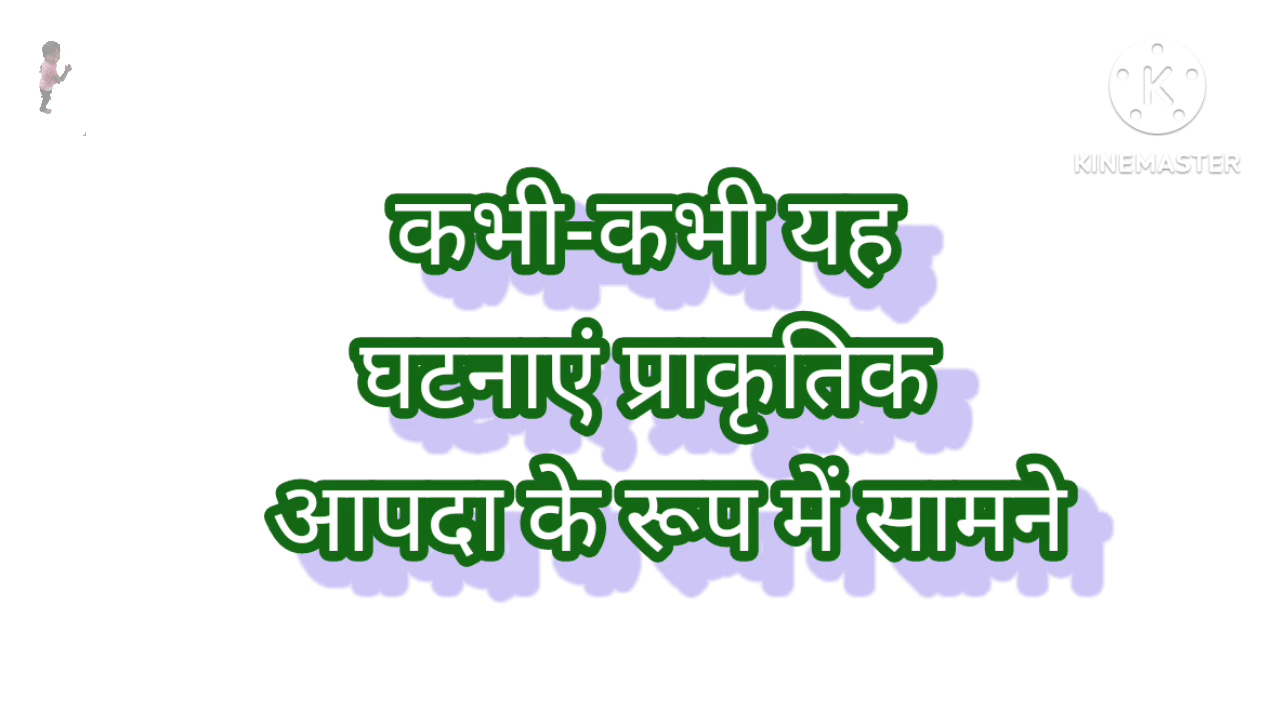 KINEMASTER
कभी-कभी यह
घटनाएं प्राकृतिक
आपदा के रूप में सामने